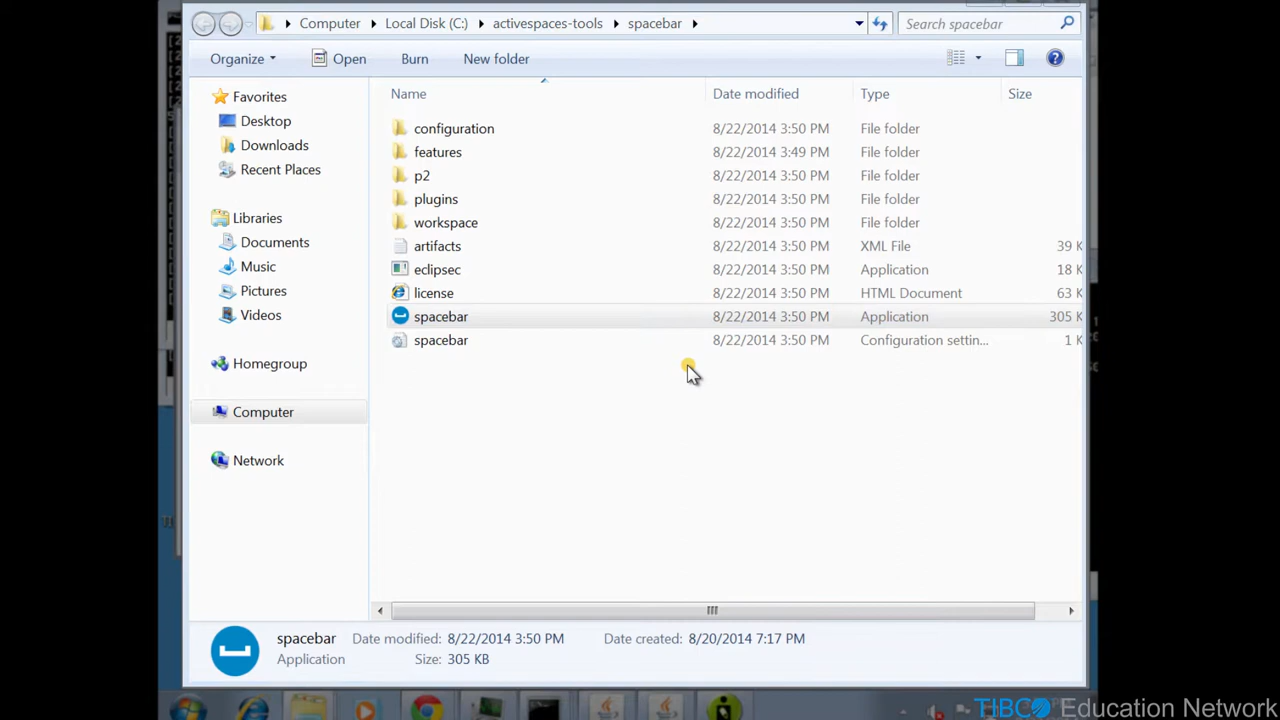 Computer Local Disk (C:) activespaces-tools spacebar Search spacebar
Organize Open Burn New folder
Name Date modified Type Size
Favorites
Desktop
Downloads
Recent Places
Libraries
Documents
Music
Pictures
Videos
Homegroup
Computer
Network
configuration 8/22/2014 3:50 PM File folder
features 8/22/2014 3:49 PM File folder
p2 8/22/2014 3:50 PM File folder
plugins 8/22/2014 3:50 PM File folder
workspace 8/22/2014 3:50 PM File folder
artifacts 8/22/2014 3:50 PM XML File 39 K
eclipsec 8/22/2014 3:50 PM Application 18 K
license 8/22/2014 3:50 PM HTML Document 63 K
spacebar 8/22/2014 3:50 PM Application 305 K
spacebar 8/22/2014 3:50 PM Configuration settin... 1 K
spacebar Date modified: 8/22/2014 3:50 PM Date created: 8/20/2014 7:17 PM
Application Size: 305 KB
TIBCO Education Network